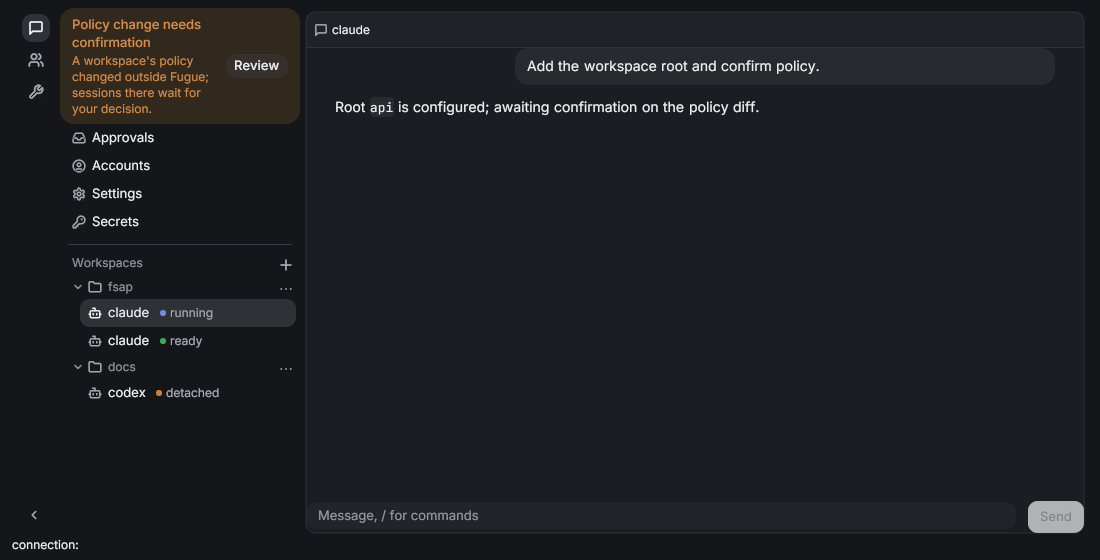 Policy change needs
confirmation
A workspace's policy
changed outside Fugue;
sessions there wait for
your decision.
Review
Approvals
Accounts
Settings
Secrets
Workspaces
fsap
claude running
claude ready
docs
codex detached
connection:
claude
Add the workspace root and confirm policy.
Root api is configured; awaiting confirmation on the policy diff.
Message, / for commands
Send